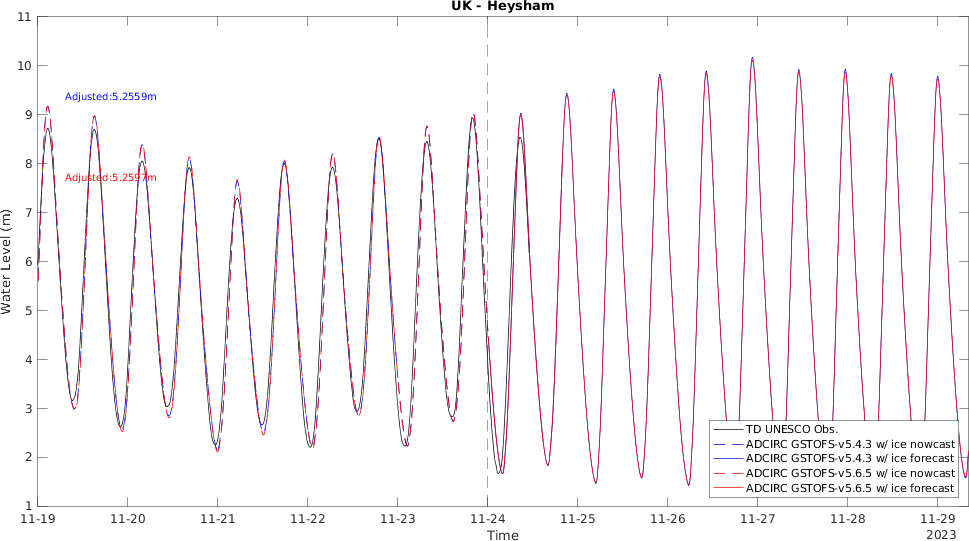 UK - Heysham
11
10
9
8
7
6
5
4
3
2
1
Water Level (m)
Adjusted:5.2559m
Adjusted:5.2597m
TD UNESCO Obs.
ADCIRC GSTOFS-v5.4.3 w/ ice nowcast
ADCIRC GSTOFS-v5.4.3 w/ ice forecast
ADCIRC GSTOFS-v5.6.5 w/ ice nowcast
ADCIRC GSTOFS-v5.6.5 w/ ice forecast
11-19 11-20 11-21 11-22 11-23 11-24 11-25 11-26 11-27 11-28 11-29
Time 2023